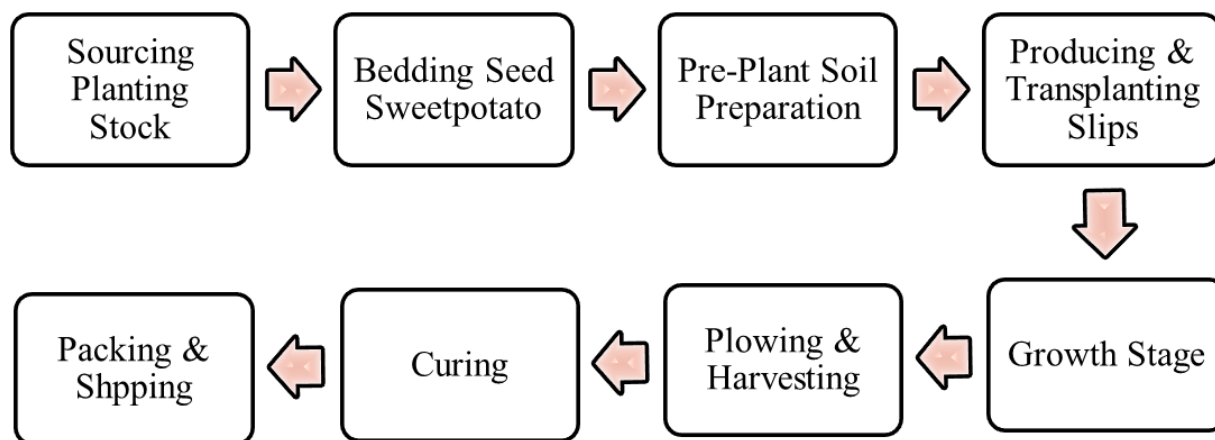 Sourcing
Planting
Stock
Bedding Seed
Sweetpotato
Pre-Plant Soil
Preparation
Producing &
Transplanting
Slips
Growth Stage
Plowing &
Harvesting
Curing
Packing &
Shpping